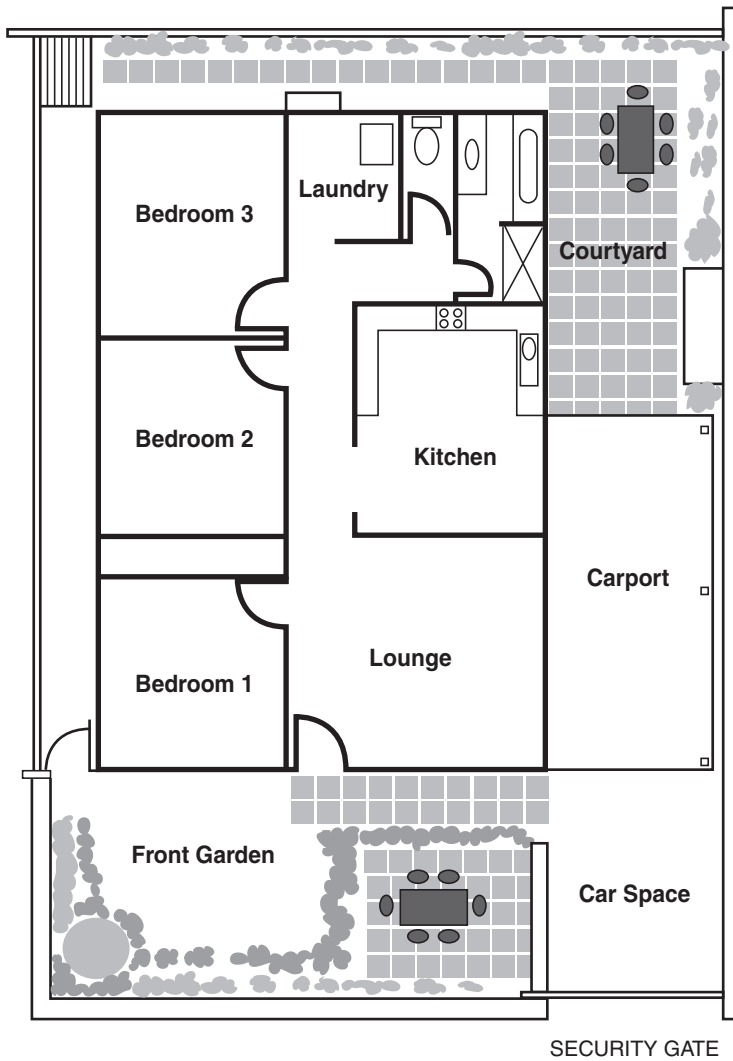 Bedroom 3
Laundry
Courtyard
Bedroom 2
Kitchen
Carport
Lounge
Bedroom 1
Front Garden
Car Space
SECURITY GATE